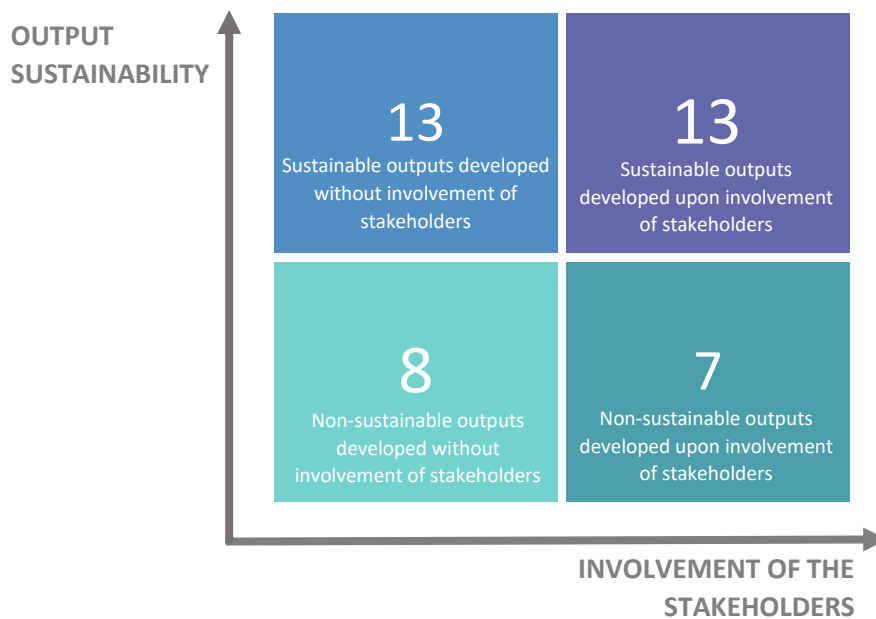 OUTPUT
SUSTAINABILITY
13
Sustainable outputs developed
without involvement of
stakeholders
13
Sustainable outputs
developed upon involvement
of stakeholders
8
Non-sustainable outputs
developed without
involvement of stakeholders
7
Non-sustainable outputs
developed upon involvement
of stakeholders
INVOLVEMENT OF THE
STAKEHOLDERS